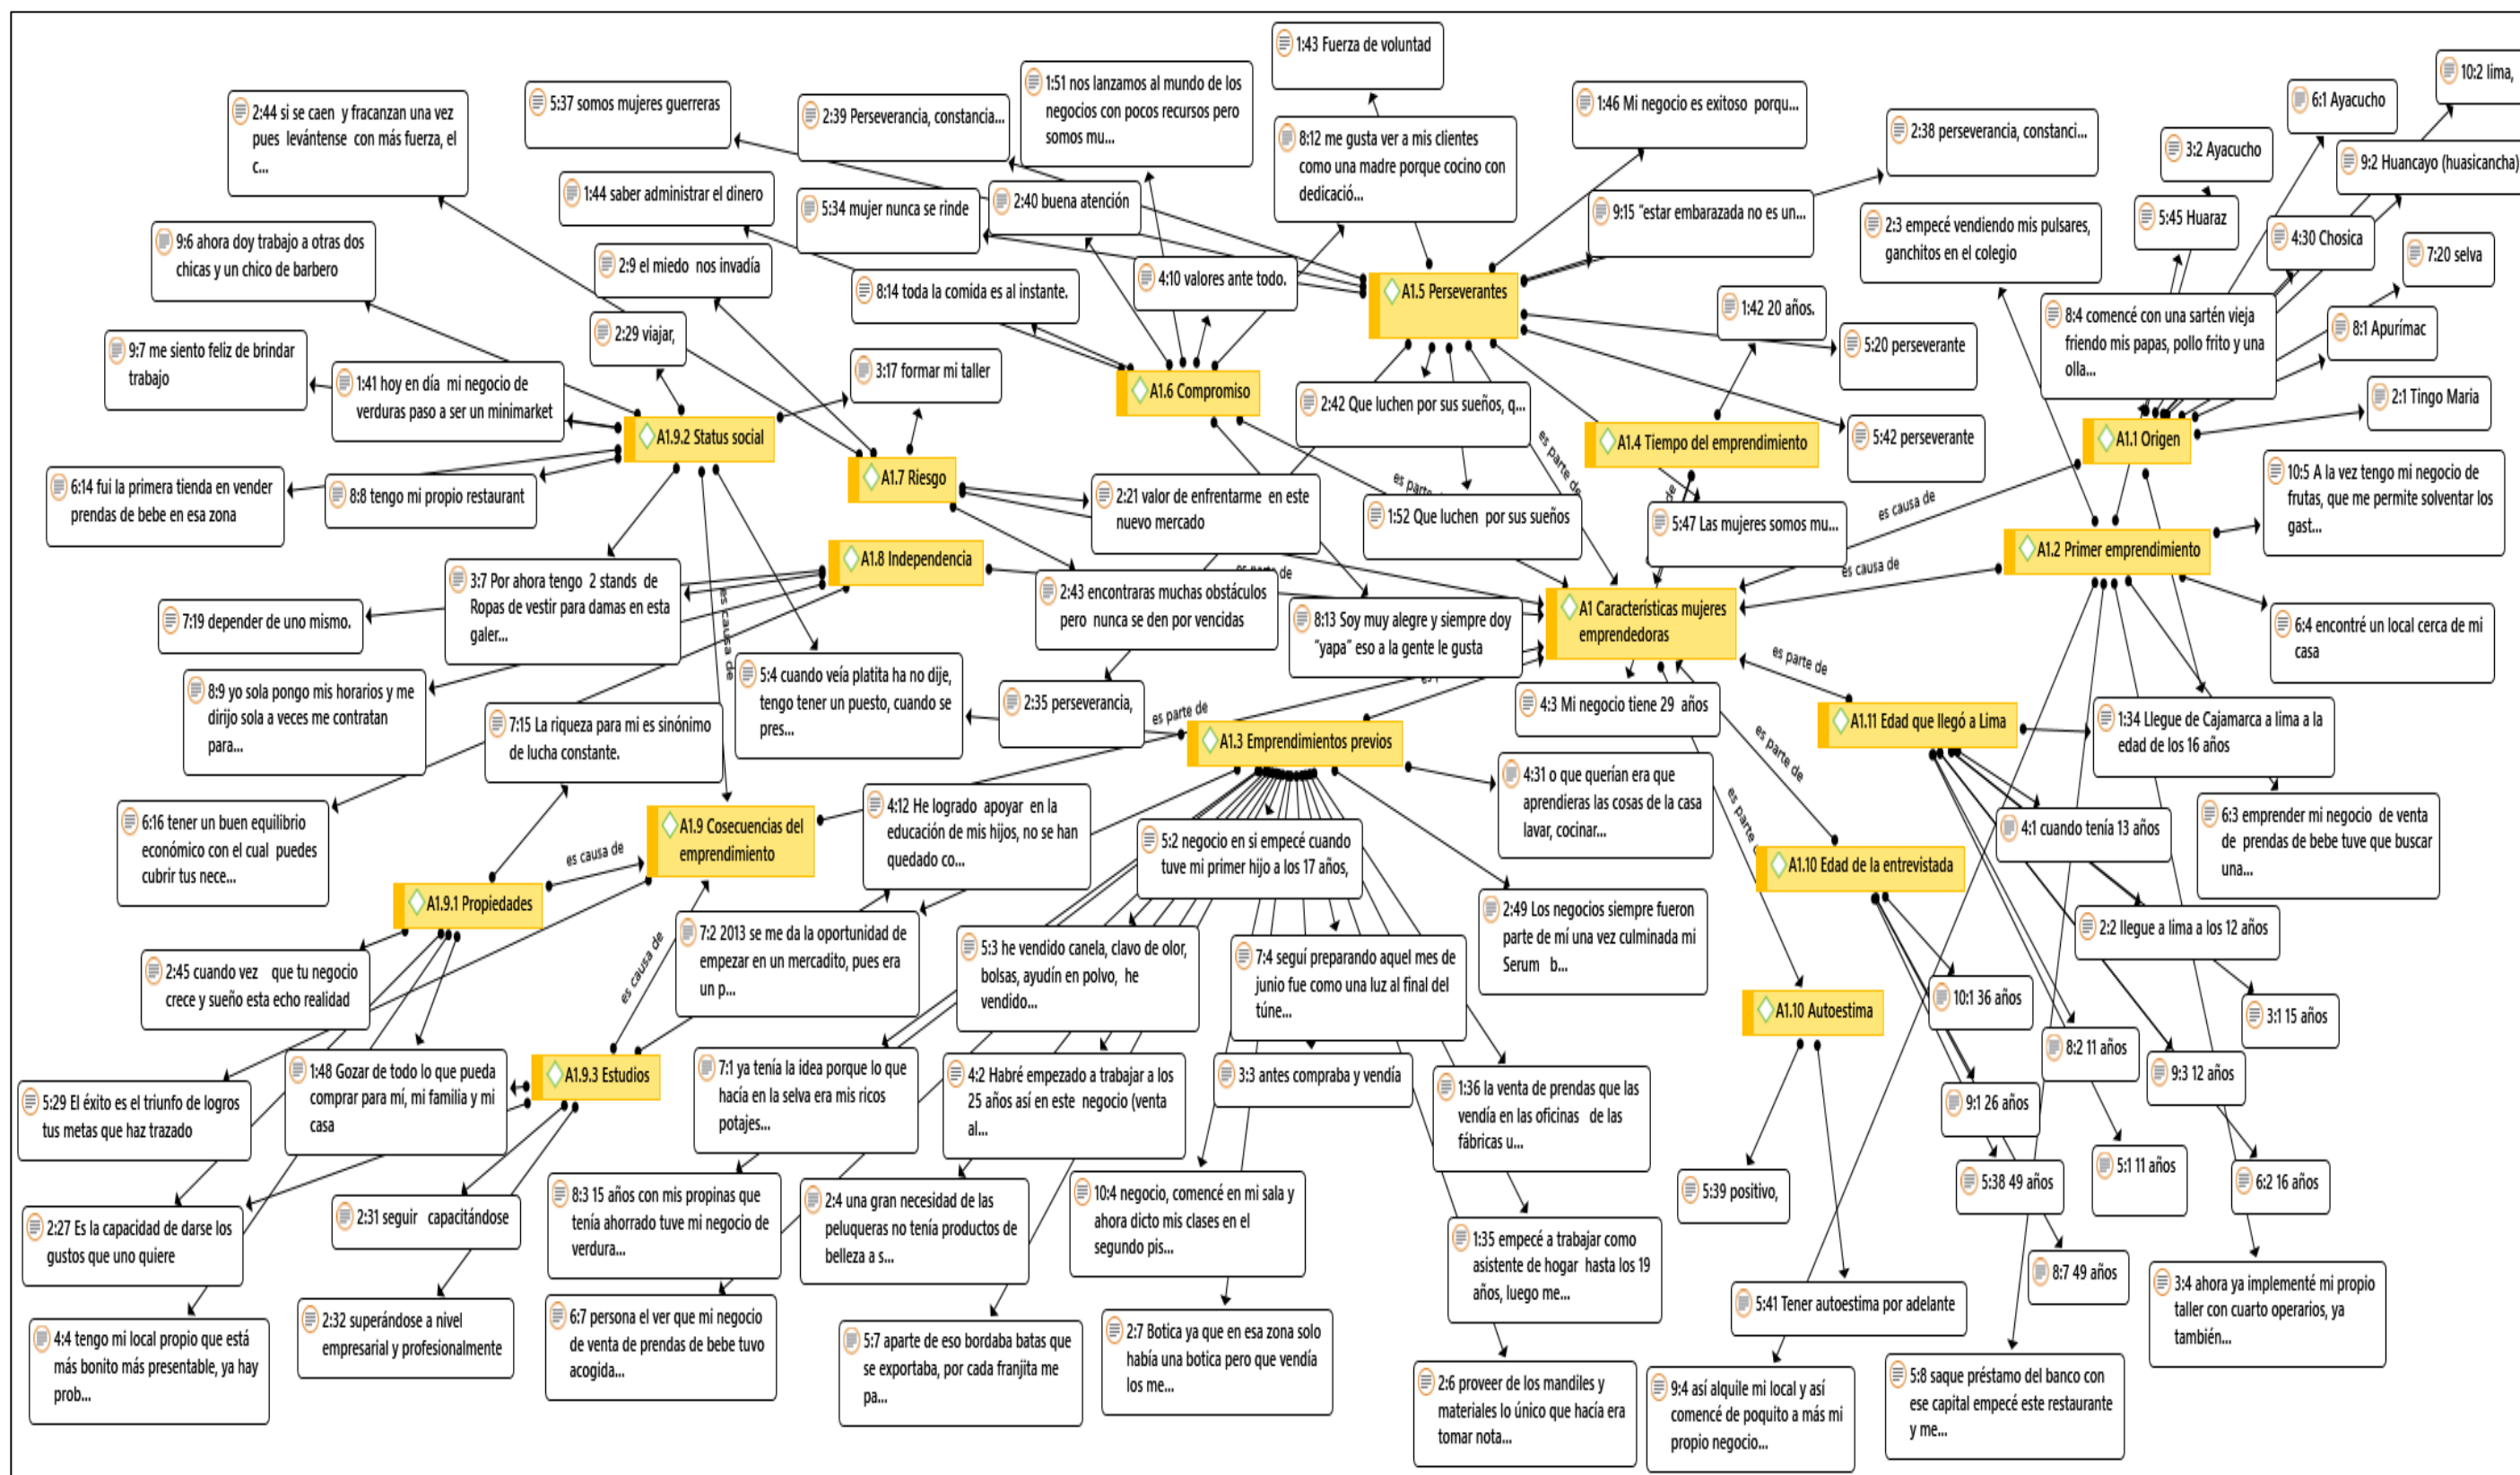 1:43 Fuerza de voluntad
10:2 lima,
1:51 nos lanzamos al mundo de los
negocios con pocos recursos pero
somos mu...
5:37 somos mujeres guerreras
2:44 si se caen y fracanzan una vez
pues levántense con más fuerza, el
c...
2:39 Perseverancia, constancia...
1:46 Mi negocio es exitoso porqu...
6:1 Ayacucho
8:12 me gusta ver a mis clientes
como una madre porque cocino con
dedicació...
2:38 perseverancia, constanci...
3:2 Ayacucho
9:2 Huancayo (huasicancha)
1:44 saber administrar el dinero
5:34 mujer nunca se rinde
2:40 buena atención
9:15 "estar embarazada no es un...
2:3 empecé vendiendo mis pulsares,
ganchitos en el colegio
5:45 Huaraz
4:30 Chosica
7:20 selva
9:6 ahora doy trabajo a otras dos
chicas y un chico de barbero
2:9 el miedo nos invadía
8:14 toda la comida es al instante.
4:10 valores ante todo.
A1.5 Perseverantes
1:42 20 años.
8:4 comencé con una sartén vieja
friendo mis papas, pollo frito y una
olla...
8:1 Apurímac
9:7 me siento feliz de brindar
trabajo
2:29 viajar,
1:41 hoy en día mi negocio de
verduras paso a ser un minimarket
3:17 formar mi taller
A1.6 Compromiso
5:20 perseverante
2:1 Tingo Maria
2:42 Que luchen por sus sueños, q...
A1.9.2 Status social
A1.4 Tiempo del emprendimiento
5:42 perseverante
A1.1 Origen
es parte de
A1.7 Riesgo
6:14 fui la primera tienda en vender
prendas de bebe en esa zona
8:8 tengo mi propio restaurant
2:21 valor de enfrentarme en este
nuevo mercado
es parte
de
1:52 Que luchen por sus sueños
5:47 Las mujeres somos mu...
es causa de
10:5 A la vez tengo mi negocio de
frutas, que me permite solventar los
gast...
A1.8 Independencia
A1.2 Primer emprendimiento
es causa de
3:7 Por ahora tengo 2 stands de
Ropas de vestir para damas en esta
galer...
de
2:43 encontraras muchas obstáculos
pero nunca se den por vencidas
8:13 Soy muy alegre y siempre doy
"yapa" eso a la gente le gusta
A1 Características mujeres
emprendedoras
7:19 depender de uno mismo.
es causa de
6:4 encontré un local cerca de mi
casa
8:9 yo sola pongo mis horarios y me
dirijo sola a veces me contratan
para...
5:4 cuando veía platita ha no dije,
tengo tener un puesto, cuando se
pres...
2:35 perseverancia,
4:3 Mi negocio tiene 29 años
es parte de
7:15 La riqueza para mi es sinónimo
de lucha constante.
es parte de
A1.3 Emprendimientos previos
A1.11 Edad que llegó a Lima
1:34 Llegue de Cajamarca a lima a la
edad de los 16 años
es parte de
4:31 o que querían era que
aprendieras las cosas de la casa
lavar, cocinar...
es parte
6:16 tener un buen equilibrio
económico con el cual puedes
cubrir tus nece...
A1.9 Cosecuencias del
emprendimiento
4:12 He logrado apoyar en la
educación de mis hijos, no se han
quedado co...
5:2 negocio en si empecé cuando
tuve mi primer hijo a los 17 años,
4:1 cuando tenía 13 años
6:3 emprender mi negocio de venta
de prendas de bebe tuve que buscar
una...
es causa de
A1.10 Edad de la entrevistada
A1.9.1 Propiedades
2:49 Los negocios siempre fueron
parte de mí una vez culminada mi
Serum b...
2:2 llegue a lima a los 12 años
7:2 2013 se me da la oportunidad de
empezar en un mercadito, pues era
un p...
5:3 he vendido canela, clavo de olor,
bolsas, ayudín en polvo, he
vendido...
7:4 seguí preparando aquel mes de
junio fue como una luz al final del
túne...
2:45 cuando vez que tu negocio
crece y sueño esta echo realidad
es causa de
10:1 36 años
A1.10 Autoestima
3:1 15 años
8:2 11 años
1:48 Gozar de todo lo que pueda
comprar para mí, mi familia y mi
casa
A1.9.3 Estudios
7:1 ya tenía la idea porque lo que
hacía en la selva era mis ricos
potajes...
4:2 Habré empezado a trabajar a los
25 años así en este negocio (venta
al...
3:3 antes compraba y vendía
1:36 la venta de prendas que las
vendía en las oficinas de las
fábricas u...
9:3 12 años
9:1 26 años
5:29 El éxito es el triunfo de logros
tus metas que haz trazado
5:1 11 años
5:38 49 años
6:2 16 años
5:39 positivo,
2:27 Es la capacidad de darse los
gustos que uno quiere
2:31 seguir capacitándose
8:3 15 años con mis propinas que
tenía ahorrado tuve mi negocio de
verdura...
2:4 una gran necesidad de las
peluqueras no tenía productos de
belleza a s...
10:4 negocio, comencé en mi sala y
ahora dicto mis clases en el
segundo pis...
1:35 empecé a trabajar como
asistente de hogar hasta los 19
años, luego me...
8:7 49 años
3:4 ahora ya implementé mi propio
taller con cuarto operarios, ya
también...
5:41 Tener autoestima por adelante
4:4 tengo mi local propio que está
más bonito más presentable, ya hay
prob...
2:32 superándose a nivel
empresarial y profesionalmente
6:7 persona el ver que mi negocio
de venta de prendas de bebe tuvo
acogida...
5:7 aparte de eso bordaba batas que
se exportaba, por cada franjita me
pa...
2:7 Botica ya que en esa zona solo
había una botica pero que vendía
los me...
2:6 proveer de los mandiles y
materiales lo único que hacía era
tomar nota...
9:4 así alquile mi local y así
comencé de poquito a más mi
propio negocio...
5:8 saque préstamo del banco con
ese capital empecé este restaurante
y me...